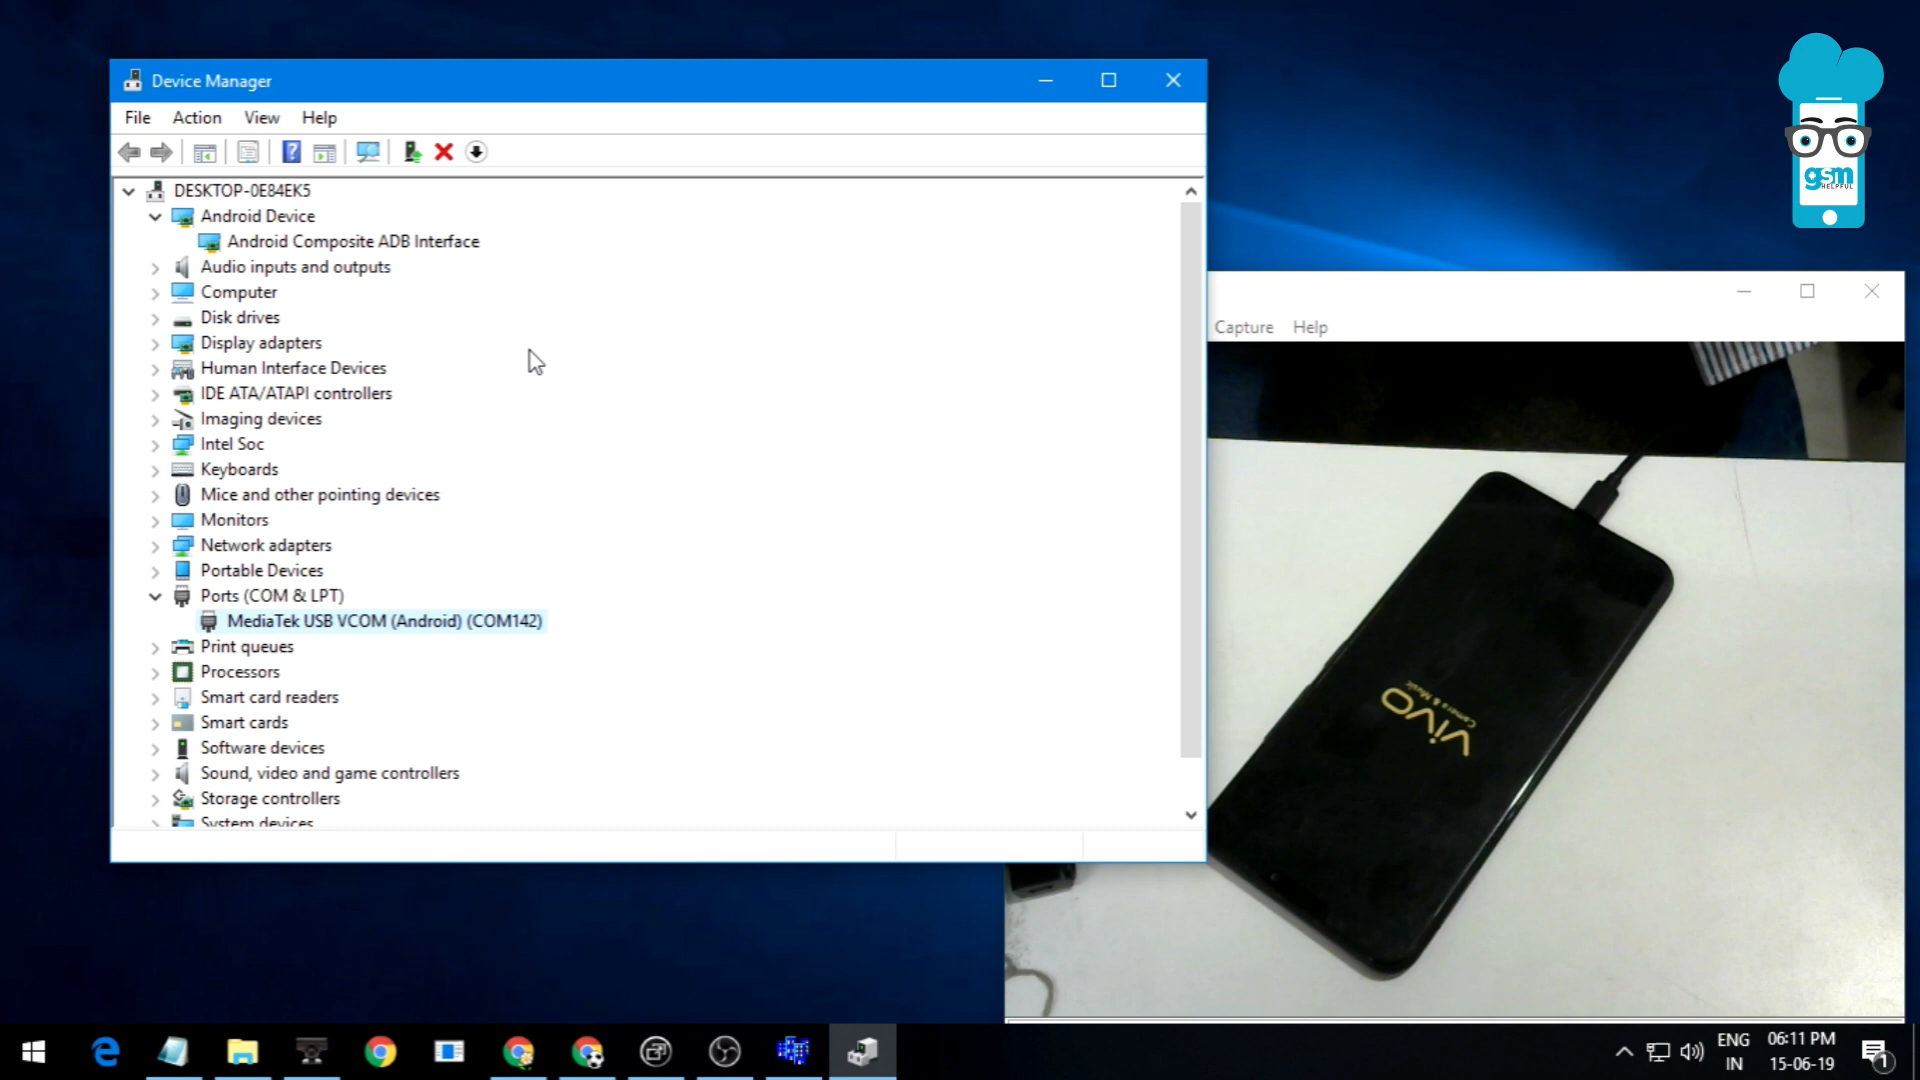 Device Manager
File Action View Help
DESKTOP-0E84EK5
Android Device
Android Composite ADB Interface
Audio inputs and outputs
Computer
Disk drives
Display adapters
Human Interface Devices
IDE ATA/ATAPI controllers
Imaging devices
Intel Soc
Keyboards
Mice and other pointing devices
Monitors
Network adapters
Portable Devices
Ports (COM & LPT)
MediaTek USB VCOM (Android) (COM142)
Print queues
Processors
Smart card readers
Smart cards
Software devices
Sound, video and game controllers
Storage controllers
System devices
gsm
HELPFUL
Capture Help
vivo
Camera & Music
ENG
IN
06:11 PM
15-06-19
1